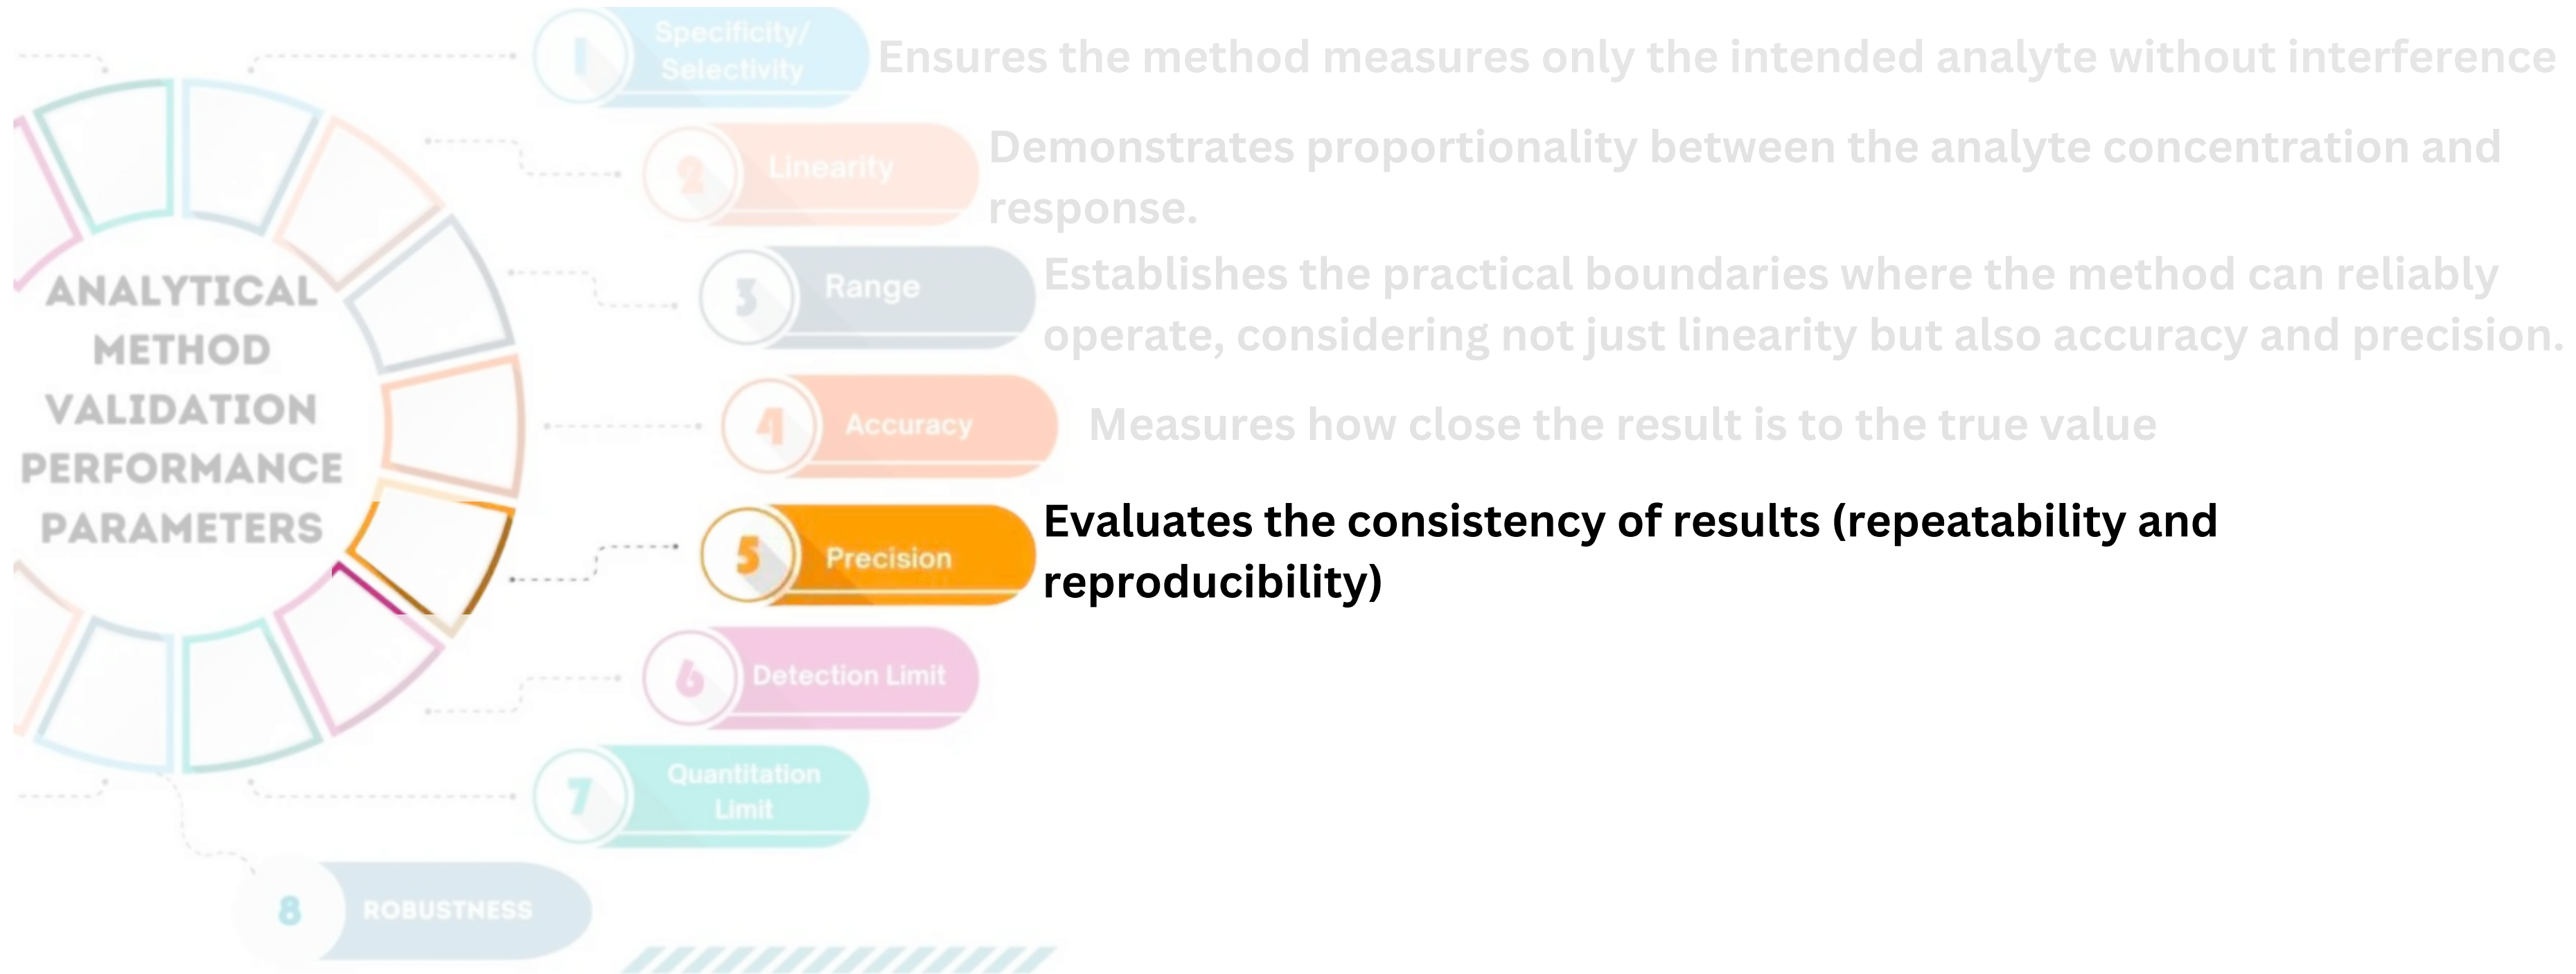 ANALYTICAL
METHOD
VALIDATION
PERFORMANCE
PARAMETERS
1
Specificity/
Selectivity
Ensures the method measures only the intended analyte without interference
2
Linearity
Demonstrates proportionality between the analyte concentration and
response.
3
Range
Establishes the practical boundaries where the method can reliably
operate, considering not just linearity but also accuracy and precision.
4
Accuracy
Measures how close the result is to the true value
5
Precision
Evaluates the consistency of results (repeatability and
reproducibility)
6
Detection Limit
7
Quantitation
Limit
8
ROBUSTNESS